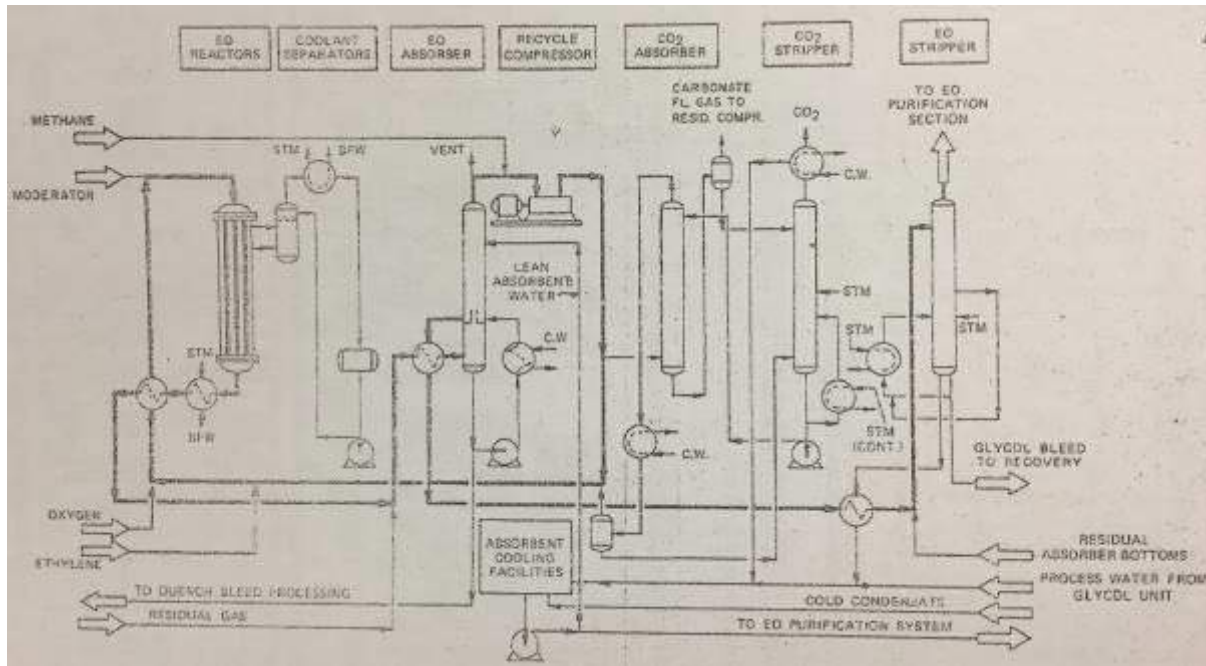 EO
REACTORS
COOLANT
SEPARATORS
EO
ABSORBER
RECYCLE
COMPRESSOR
CO2
ABSORBER
CO2
STRIPPER
EO
STRIPPER
CARBONATE
FL. GAS TO
RESID. COMPR.
CO2
TO EO
PURIFICATION
SECTION
METHANE
STM
BFW
VENT
C.W.
MODERATOR
LEAN
ABSORBENT
WATER
STM
STM
STM
C.W
STM
BFW
STM
(CONT.)
C.W.
GLYCOL BLEED
TO RECOVERY
OXYGEN
ETHYLENE
ABSORBENT
COOLING
FACILITIES
RESIDUAL
ABSORBER BOTTOMS
TO QUENCH BLEED PROCESSING
PROCESS WATER FROM
GLYCOL UNIT
COLD CONDENSATE
RESIDUAL GAS
TO EO PURIFICATION SYSTEM